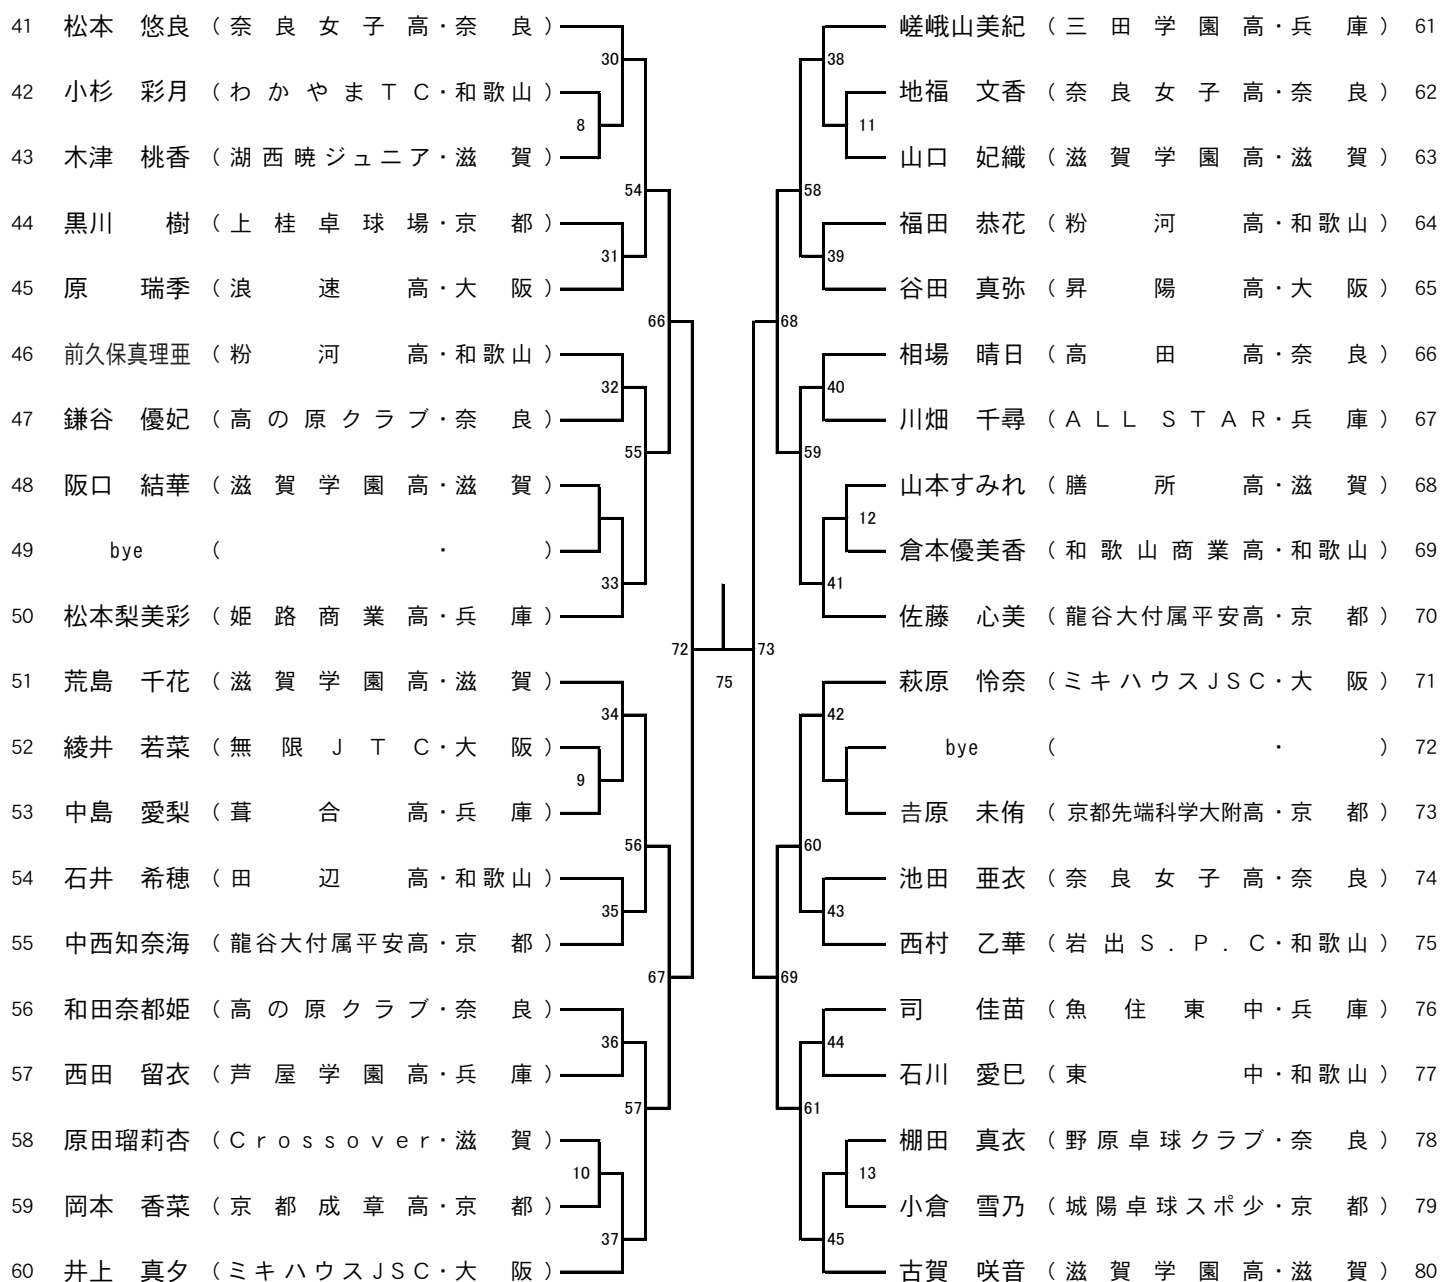 41 松本 悠良 (奈良女子高・奈良)
30
42 小杉 彩月 (わかやまTC・和歌山)
8
43 木津 桃香 (湖西暁ジュニア・滋賀)
54
44 黒川 樹 (上桂卓球場・京都)
31
45 原 瑞季 (浪速高・大阪)
66
46 前久保真理亜 (粉河高・和歌山)
32
47 鎌谷 優妃 (高の原クラブ・奈良)
55
48 阪口 結華 (滋賀学園高・滋賀)
49 bye ( ・ )
33
50 松本梨美彩 (姫路商業高・兵庫)
72
51 荒島 千花 (滋賀学園高・滋賀)
34
52 綾井 若菜 (無限JTC・大阪)
9
53 中島 愛梨 (葺合高・兵庫)
56
54 石井 希穂 (田辺高・和歌山)
35
55 中西知奈海 (龍谷大付属平安高・京都)
67
56 和田奈都姫 (高の原クラブ・奈良)
36
57 西田 留衣 (芦屋学園高・兵庫)
57
58 原田瑠莉杏 (Crossover・滋賀)
10
59 岡本 香菜 (京都成章高・京都)
37
60 井上 真夕 (ミキハウスJSC・大阪)
75
嵯峨山美紀 (三田学園高・兵庫) 61
38
地福 文香 (奈良女子高・奈良) 62
11
山口 妃織 (滋賀学園高・滋賀) 63
58
福田 恭花 (粉河高・和歌山) 64
39
谷田 真弥 (昇陽高・大阪) 65
68
相場 晴日 (高田高・奈良) 66
40
川畑 千尋 (ALL STAR・兵庫) 67
59
山本すみれ (膳所高・滋賀) 68
12
倉本優美香 (和歌山商業高・和歌山) 69
41
佐藤 心美 (龍谷大付属平安高・京都) 70
73
萩原 怜奈 (ミキハウスJSC・大阪) 71
42
bye ( ・ ) 72
𠮷原 未侑 (京都先端科学大附高・京都) 73
60
池田 亜衣 (奈良女子高・奈良) 74
43
西村 乙華 (岩出S.P.C・和歌山) 75
69
司 佳苗 (魚住東中・兵庫) 76
44
石川 愛巳 (東中・和歌山) 77
61
棚田 真衣 (野原卓球クラブ・奈良) 78
13
小倉 雪乃 (城陽卓球スポ少・京都) 79
45
古賀 咲音 (滋賀学園高・滋賀) 80